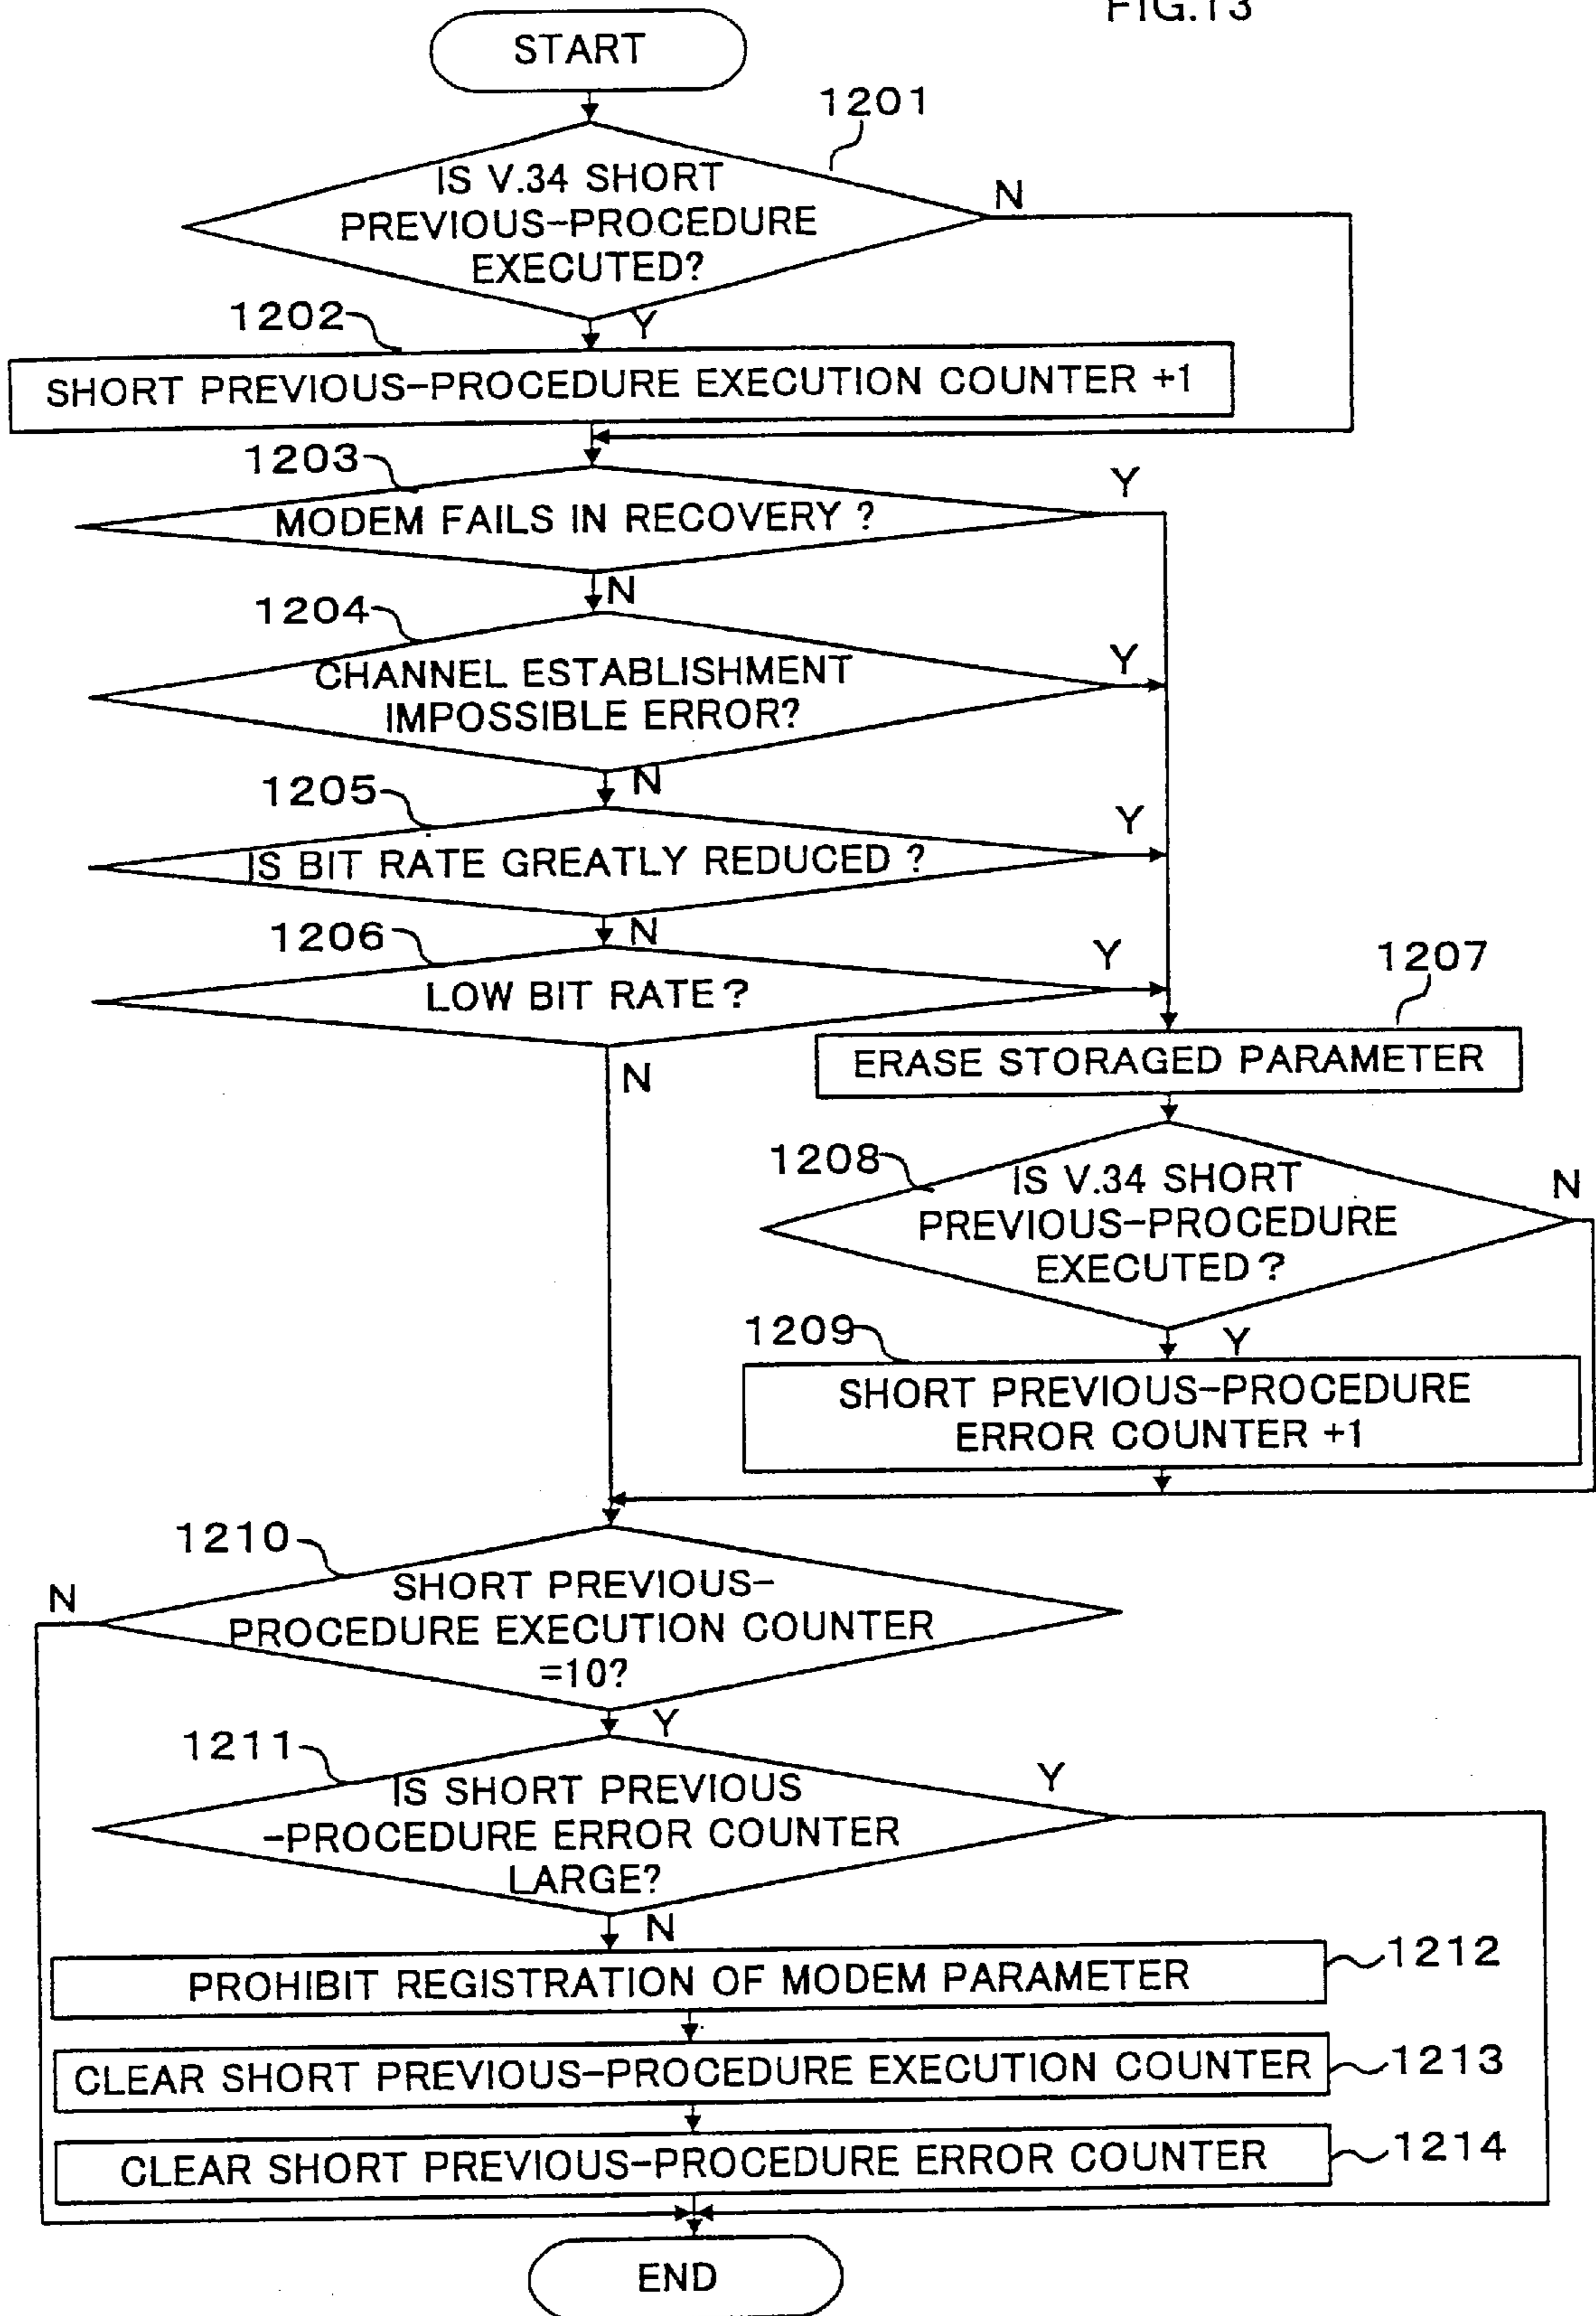 FIG.13
START
1201
IS V.34 SHORT
PREVIOUS-PROCEDURE
EXECUTED?
N
Y
1202
SHORT PREVIOUS-PROCEDURE EXECUTION COUNTER +1
1203
MODEM FAILS IN RECOVERY ?
Y
N
1204
CHANNEL ESTABLISHMENT
IMPOSSIBLE ERROR?
Y
N
1205
IS BIT RATE GREATLY REDUCED ?
Y
N
1206
LOW BIT RATE ?
Y
N
1207
ERASE STORAGED PARAMETER
1208
IS V.34 SHORT
PREVIOUS-PROCEDURE
EXECUTED ?
N
Y
1209
SHORT PREVIOUS-PROCEDURE
ERROR COUNTER +1
1210
SHORT PREVIOUS-
PROCEDURE EXECUTION COUNTER
=10?
N
Y
1211
IS SHORT PREVIOUS
-PROCEDURE ERROR COUNTER
LARGE?
Y
N
PROHIBIT REGISTRATION OF MODEM PARAMETER
1212
CLEAR SHORT PREVIOUS-PROCEDURE EXECUTION COUNTER
1213
CLEAR SHORT PREVIOUS-PROCEDURE ERROR COUNTER
1214
END